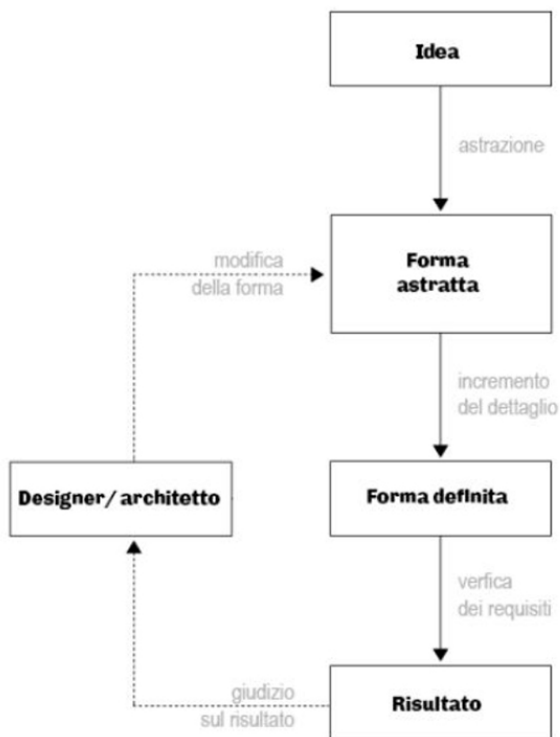 Idea
astrazione
modifica
della forma
Forma
astratta
incremento
del dettaglio
Designer/ architetto
Forma definita
verfica
dei requisiti
giudizio
sul risultato
Risultato